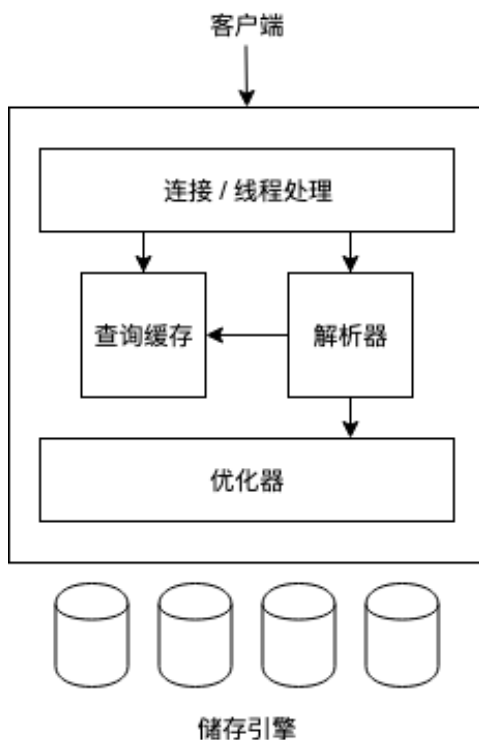 客户端
连接 / 线程处理
查询缓存
解析器
优化器
储存引擎